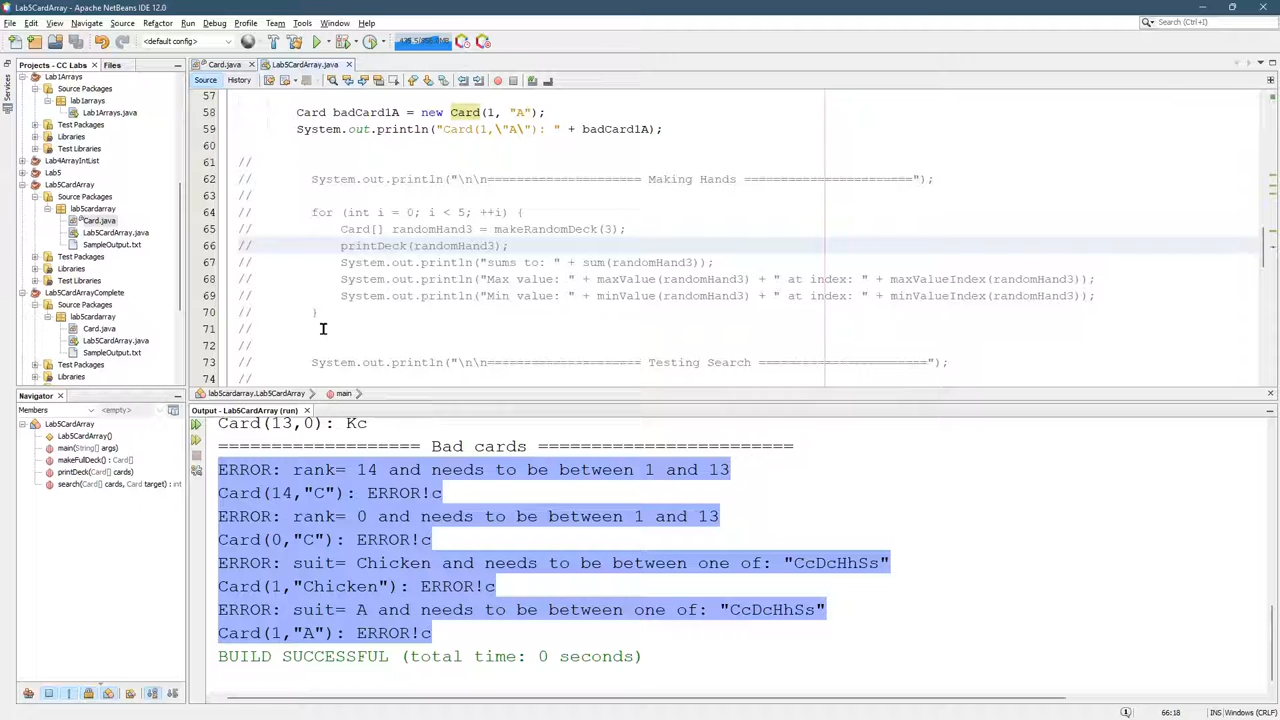 Lab5CardArray - Apache NetBeans IDE 12.0
File Edit View Navigate Source Refactor Run Debug Profile Team Tools Window Help
Search (Ctrl+I)
<default config>
Projects - CC Labs
Files
Services
Lab1Arrays
Source Packages
lab1arrays
Lab1Arrays.java
Test Packages
Libraries
Test Libraries
Lab4ArrayIntList
Lab5
Lab5CardArray
Source Packages
lab5cardarray
Card.java
Lab5CardArray.java
SampleOutput.txt
Test Packages
Libraries
Test Libraries
Lab5CardArrayComplete
Source Packages
lab5cardarray
Card.java
Lab5CardArray.java
SampleOutput.txt
Test Packages
Libraries
Card.java
Lab5CardArray.java
Source History
57
58 Card badCard1A = new Card(1, "A");
59 System.out.println("Card(1,\"A\"): " + badCard1A);
60
61 //
62 // System.out.println("\n\n===================== Making Hands =======================");
63 //
64 // for (int i = 0; i < 5; ++i) {
65 // Card[] randomHand3 = makeRandomDeck(3);
66 // printDeck(randomHand3);
67 // System.out.println("sums to: " + sum(randomHand3));
68 // System.out.println("Max value: " + maxValue(randomHand3) + " at index: " + maxValueIndex(randomHand3));
69 // System.out.println("Min value: " + minValue(randomHand3) + " at index: " + minValueIndex(randomHand3));
70 // }
71 //
72 //
73 // System.out.println("\n\n===================== Testing Search =======================");
74 //
lab5cardarray.Lab5CardArray
main
Navigator
Members
<empty>
Lab5CardArray
Lab5CardArray()
main(String[] args)
makeFullDeck() : Card[]
printDeck(Card[] cards)
search(Card[] cards, Card target) : int
Output - Lab5CardArray (run)
Card(13,0): Kc
=================== Bad cards ========================
ERROR: rank= 14 and needs to be between 1 and 13
Card(14,"C"): ERROR!c
ERROR: rank= 0 and needs to be between 1 and 13
Card(0,"C"): ERROR!c
ERROR: suit= Chicken and needs to be between one of: "CcDcHhSs"
Card(1,"Chicken"): ERROR!c
ERROR: suit= A and needs to be between one of: "CcDcHhSs"
Card(1,"A"): ERROR!c
BUILD SUCCESSFUL (total time: 0 seconds)
66:18
INS
Windows (CRLF)